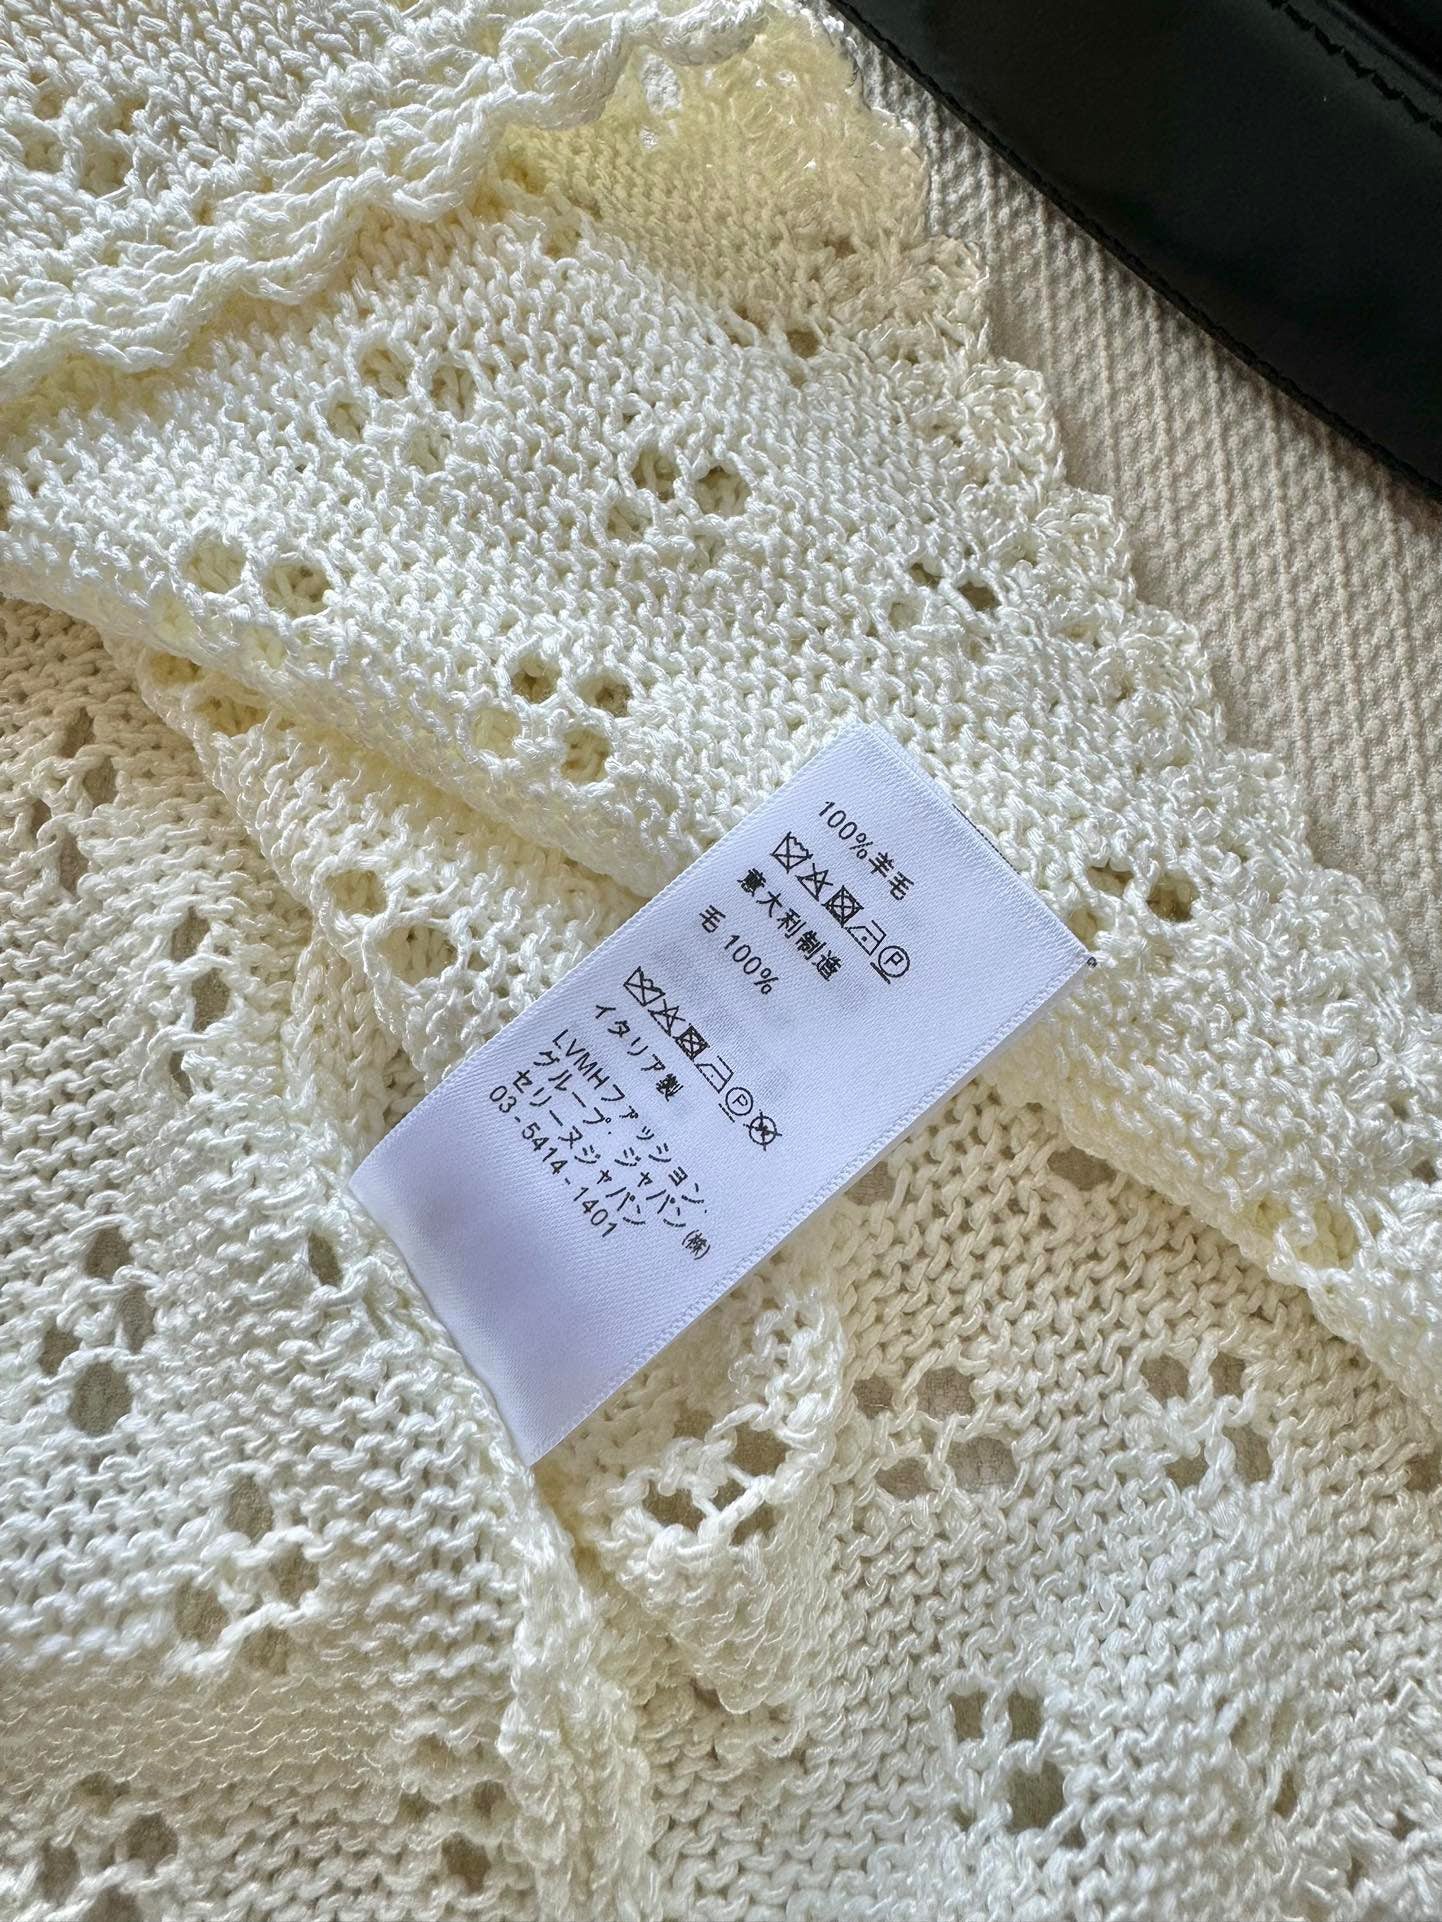 100%羊毛
意大利制造
毛 100%
イタリア製
LVMHファッション.
グループ.ジャパン(株)
セリーヌジャパン
03-5414-1401